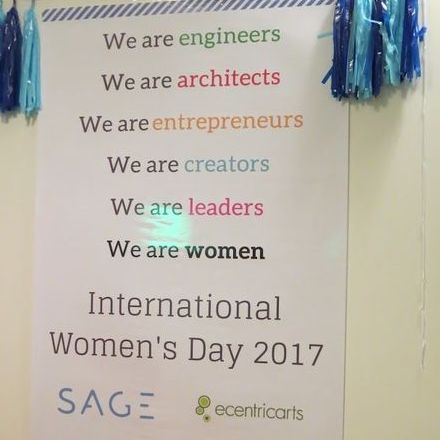 We are engineers
We are architects
We are entrepreneurs
We are creators
We are leaders
We are women
International
Women's Day 2017
SAGE
ecentricarts